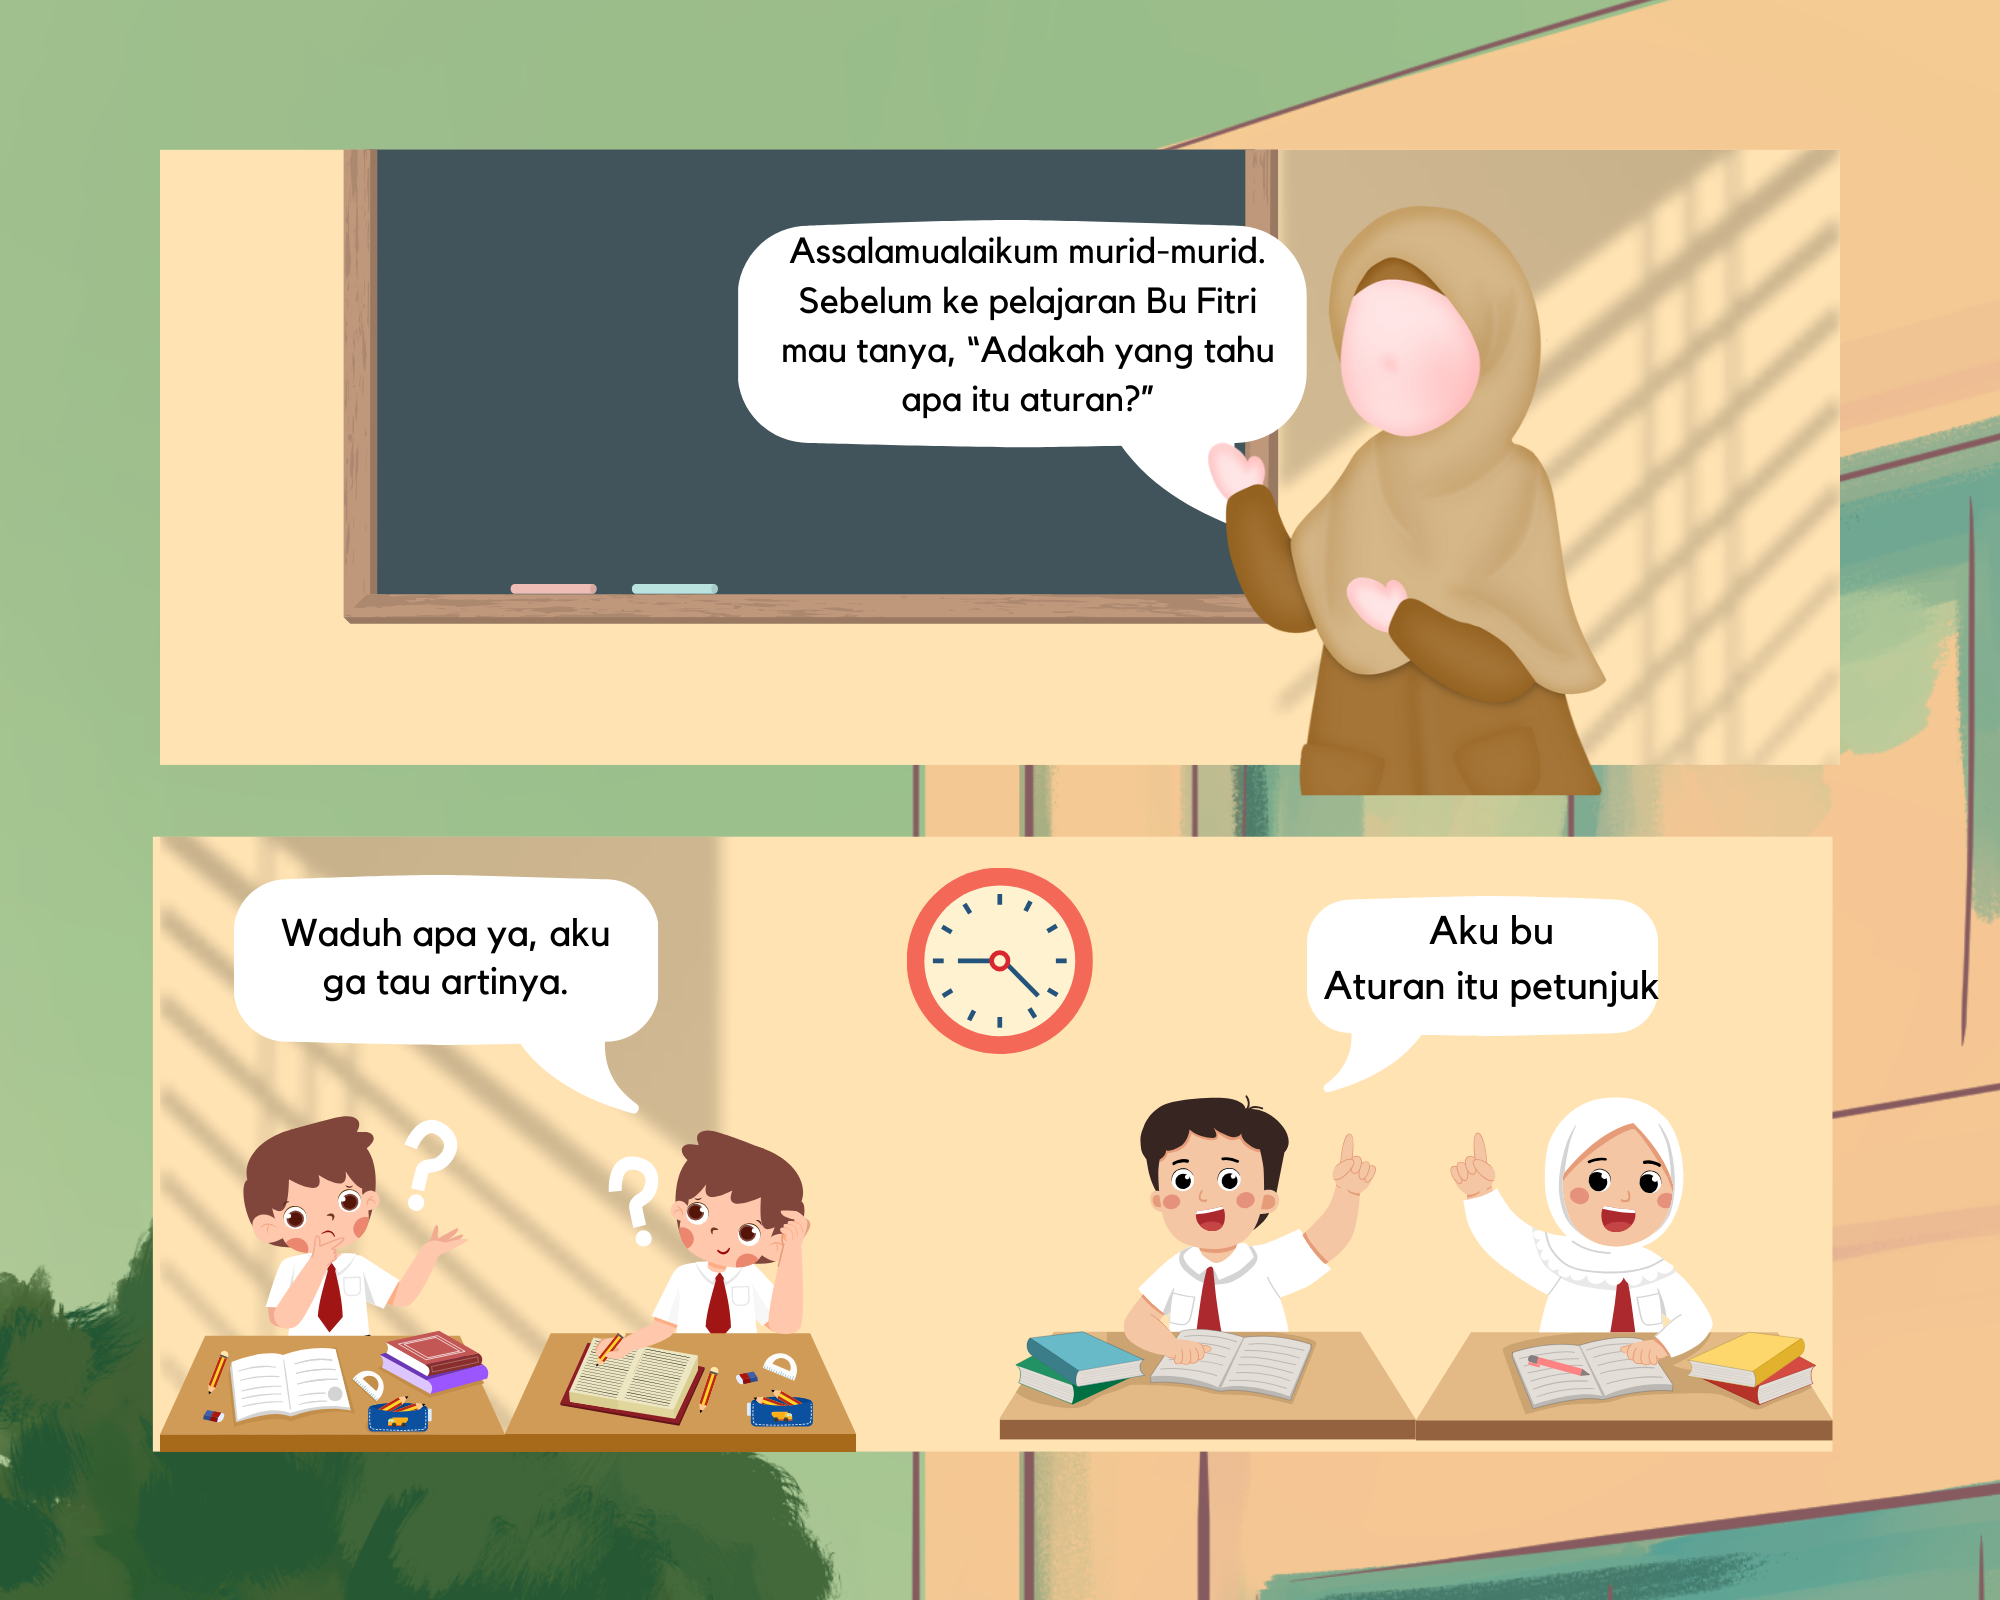 Assalamualaikum murid-murid.
Sebelum ke pelajaran Bu Fitri
mau tanya, “Adakah yang tahu
apa itu aturan?”
Waduh apa ya, aku
ga tau artinya.
?
?
Aku bu
Aturan itu petunjuk